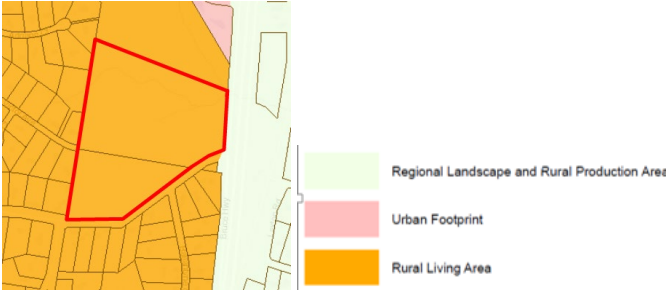 Regional Landscape and Rural Production Area
Urban Footprint
Rural Living Area